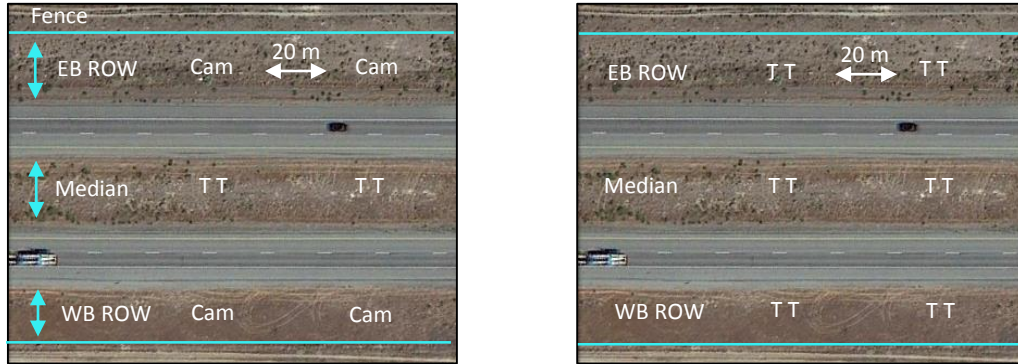 Fence
20 m
EB ROW Cam Cam
Median T T T T
WB ROW Cam Cam
20 m
EB ROW T T T T
Median T T T T
WB ROW T T T T